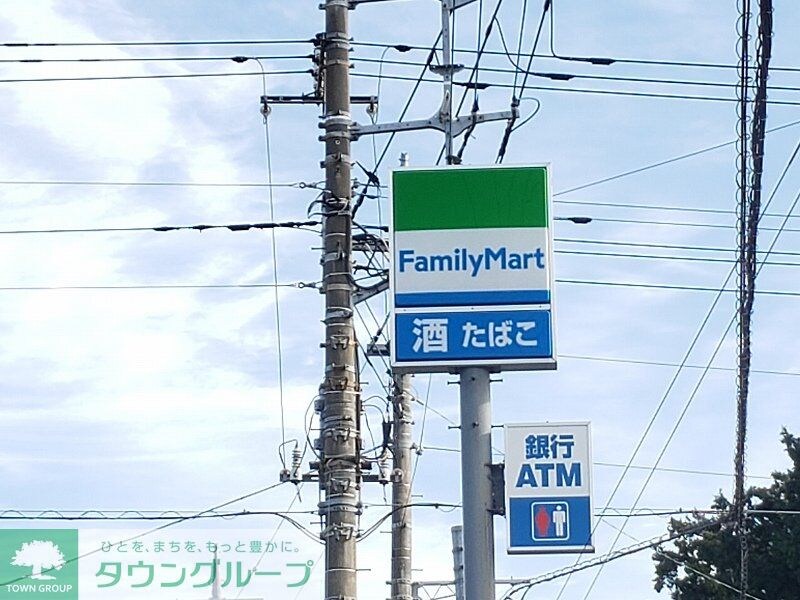 FamilyMart
酒 たばこ
銀行
ATM
ひとを、まちを、もっと豊かに。
タウングループ
TOWN GROUP